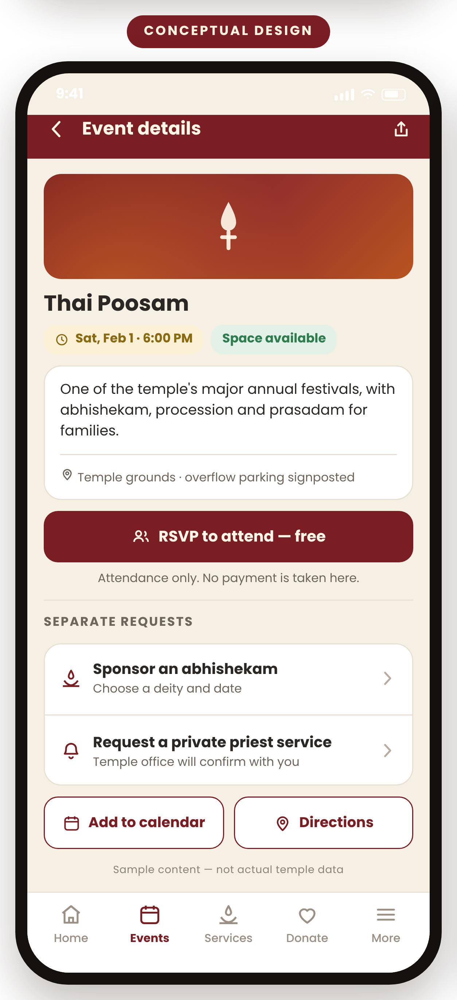 CONCEPTUAL DESIGN
9:41
Event details
Thai Poosam
Sat, Feb 1 · 6:00 PM
Space available
One of the temple's major annual festivals, with
abhishekam, procession and prasadam for
families.
Temple grounds · overflow parking signposted
RSVP to attend — free
Attendance only. No payment is taken here.
SEPARATE REQUESTS
Sponsor an abhishekam
Choose a deity and date
Request a private priest service
Temple office will confirm with you
Add to calendar
Directions
Sample content — not actual temple data
Home
Events
Services
Donate
More